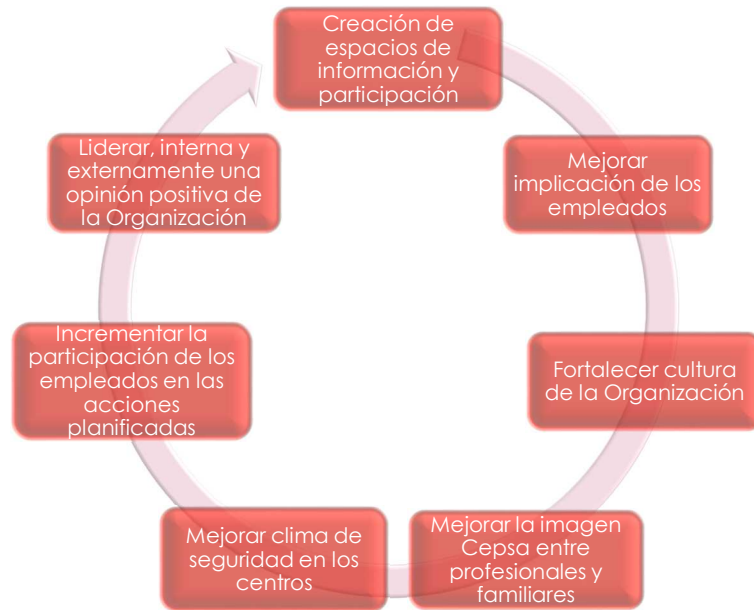 Creación de
espacios de
información y
participación
Mejorar
implicación de los
empleados
Fortalecer cultura
de la Organización
Mejorar la imagen
Cepsa entre
profesionales y
familiares
Mejorar clima de
seguridad en los
centros
Incrementar la
participación de los
empleados en las
acciones
planificadas
Liderar, interna y
externamente una
opinión positiva de
la Organización